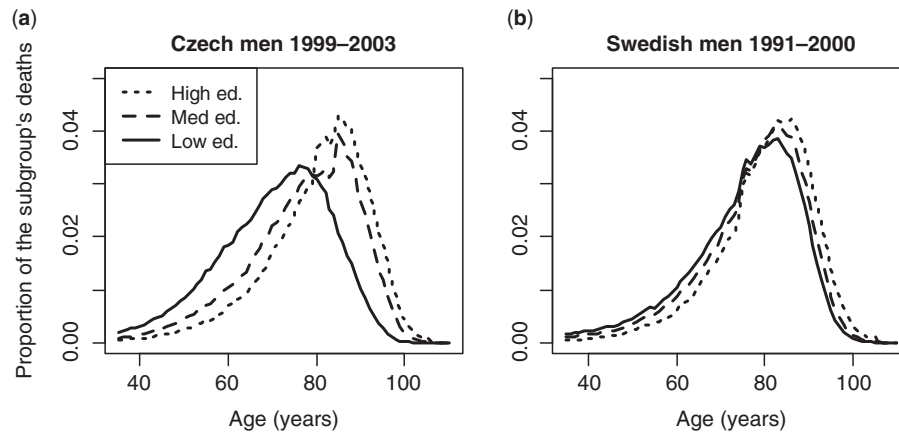 (a)
Czech men 1999–2003
High ed.
Med ed.
Low ed.
Proportion of the subgroup's deaths
0.04
0.02
0.00
40 60 80 100
Age (years)
(b)
Swedish men 1991–2000
0.04
0.02
0.00
40 60 80 100
Age (years)